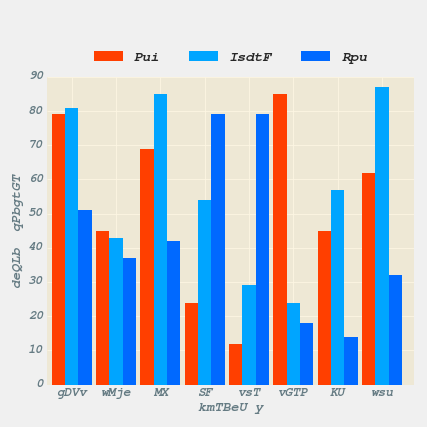 Pui IsdtF Rpu
90
80
70
60
50
40
30
20
10
0
deQLb qPbgtGT
gDVv wMje MX SF vsT vGTP KU wsu
kmTBeU y